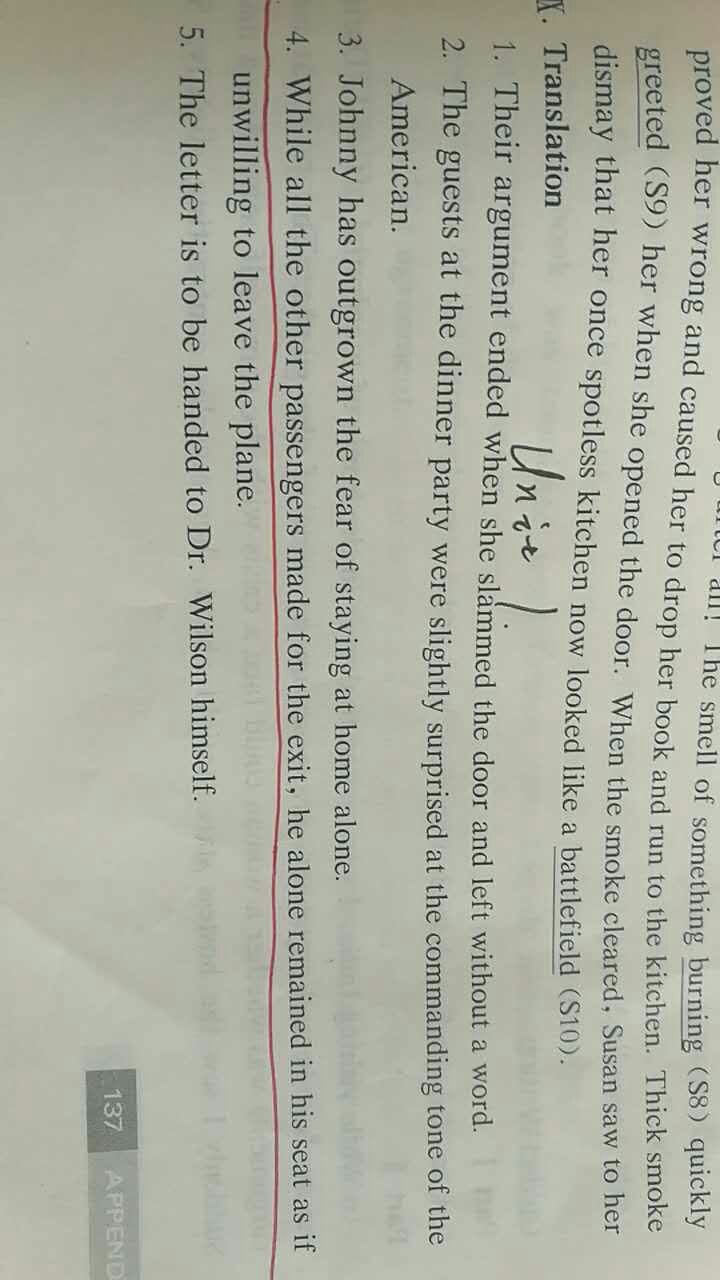 all! The smell of something burning (S8) quickly
proved her wrong and caused her to drop her book and run to the kitchen. Thick smoke
greeted (S9) her when she opened the door. When the smoke cleared, Susan saw to her
dismay that her once spotless kitchen now looked like a battlefield (S10).
Ⅸ. Translation
Unit 1
1. Their argument ended when she slammed the door and left without a word.
2. The guests at the dinner party were slightly surprised at the commanding tone of the
American.
3. Johnny has outgrown the fear of staying at home alone.
4. While all the other passengers made for the exit, he alone remained in his seat as if
unwilling to leave the plane.
5. The letter is to be handed to Dr. Wilson himself.
137 APPEND